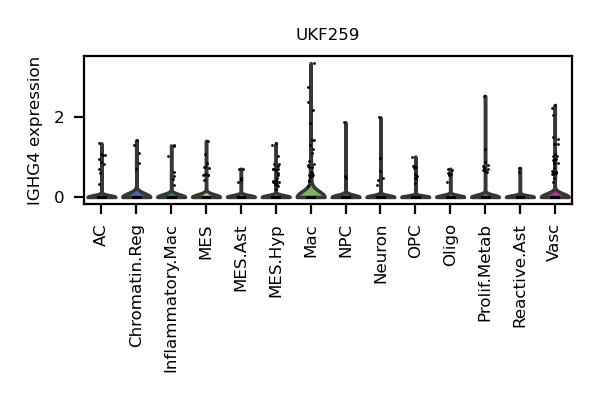 UKF259
IGHG4 expression
2
0
AC
Chromatin.Reg
Inflammatory.Mac
MES
MES.Ast
MES.Hyp
Mac
NPC
Neuron
OPC
Oligo
Prolif.Metab
Reactive.Ast
Vasc